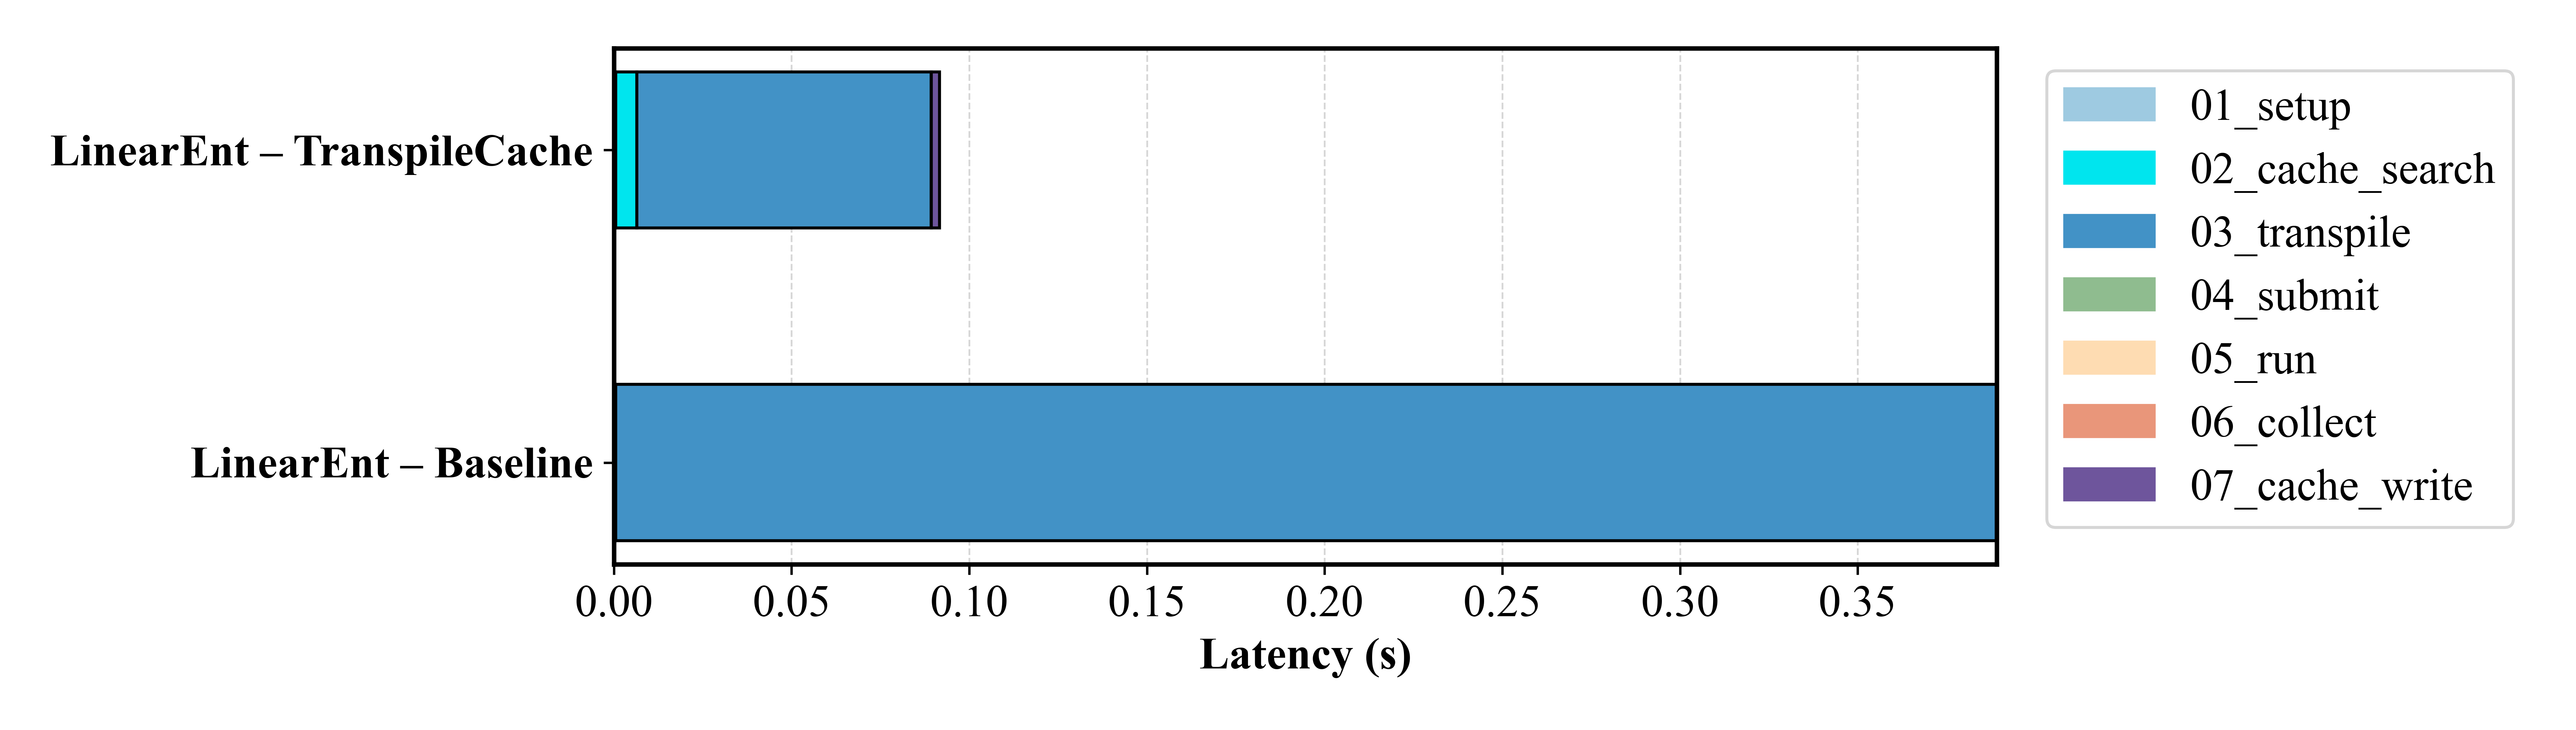 LinearEnt – TranspileCache
LinearEnt – Baseline
0.00 0.05 0.10 0.15 0.20 0.25 0.30 0.35
Latency (s)
01_setup
02_cache_search
03_transpile
04_submit
05_run
06_collect
07_cache_write